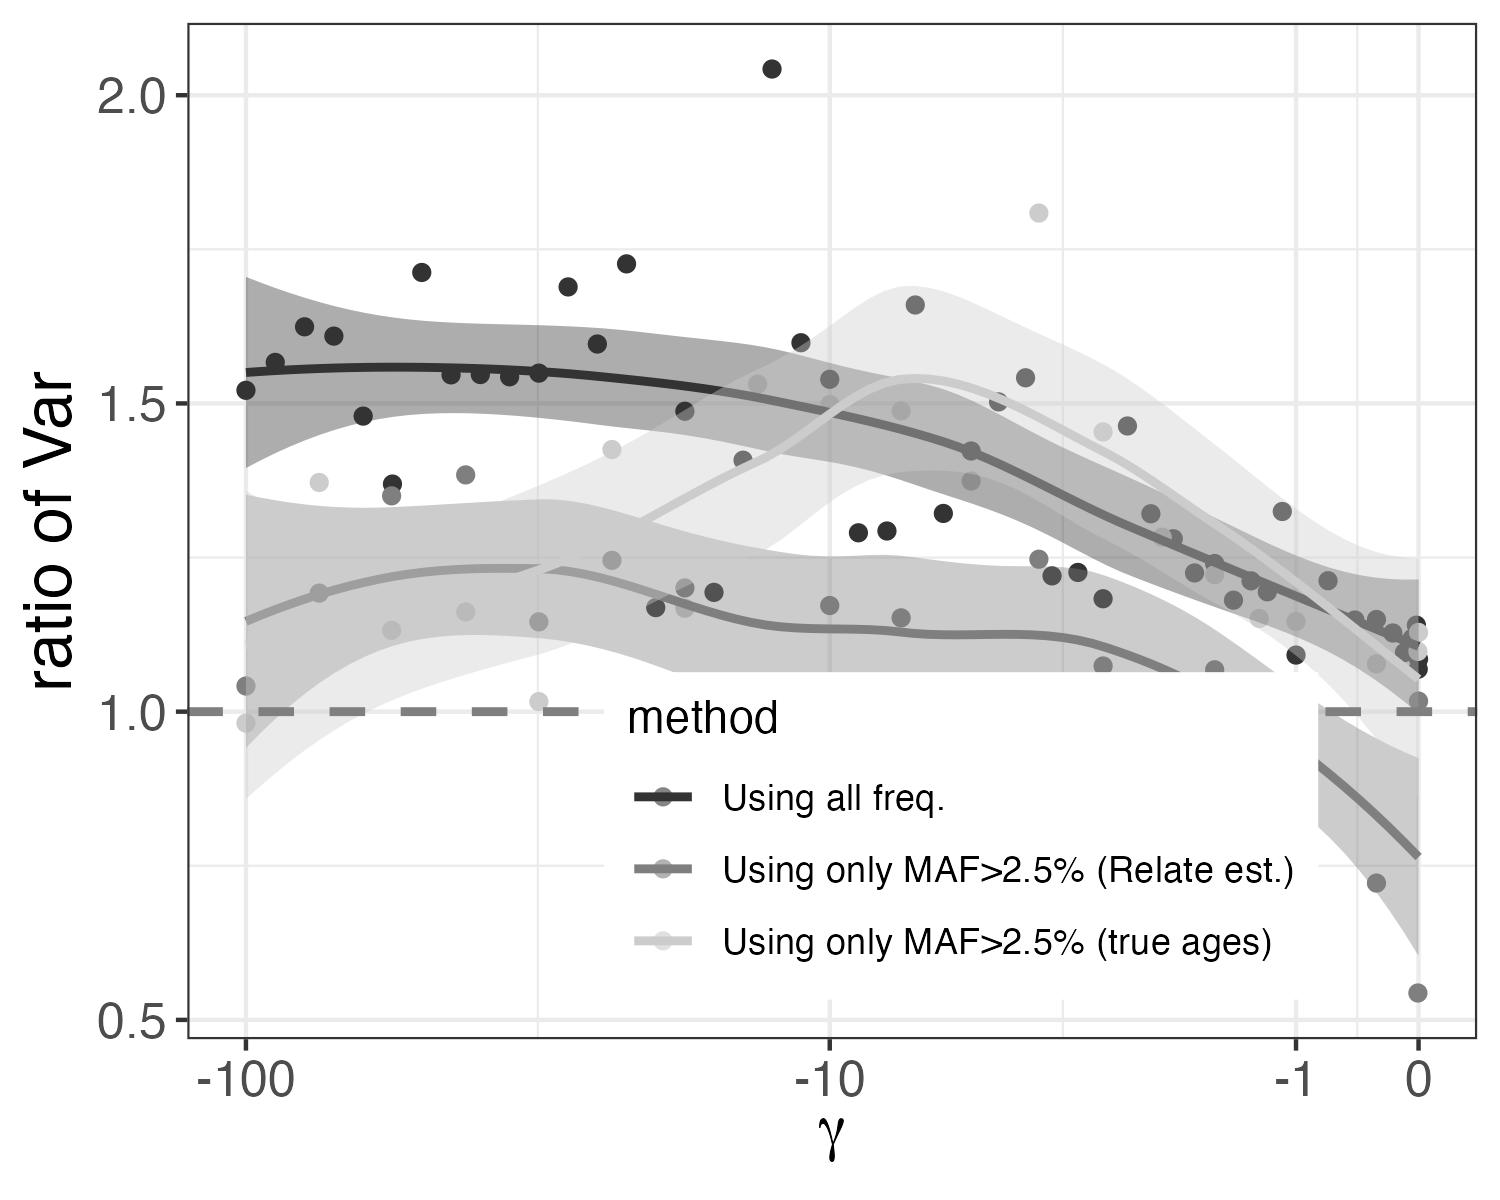 ratio of Var
2.0
1.5
1.0
0.5
method
Using all freq.
Using only MAF>2.5% (Relate est.)
Using only MAF>2.5% (true ages)
-100 -10 -1 0
γ